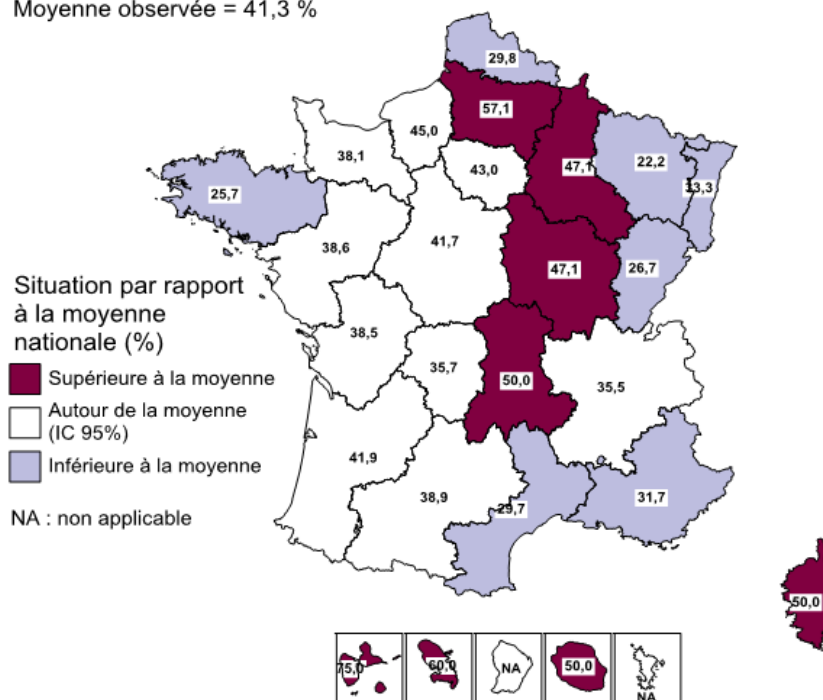 Moyenne observée = 41,3 %
29,8
57,1
45,0
38,1
43,0
47,1
22,2
25,7
38,6
41,7
47,1
26,7
Situation par rapport
à la moyenne
nationale (%)
Supérieure à la moyenne
Autour de la moyenne
(IC 95%)
Inférieure à la moyenne
NA : non applicable
38,5
35,7
50,0
35,5
41,9
38,9
29,7
31,7
50,0
75,0
60,0
NA
50,0
NA